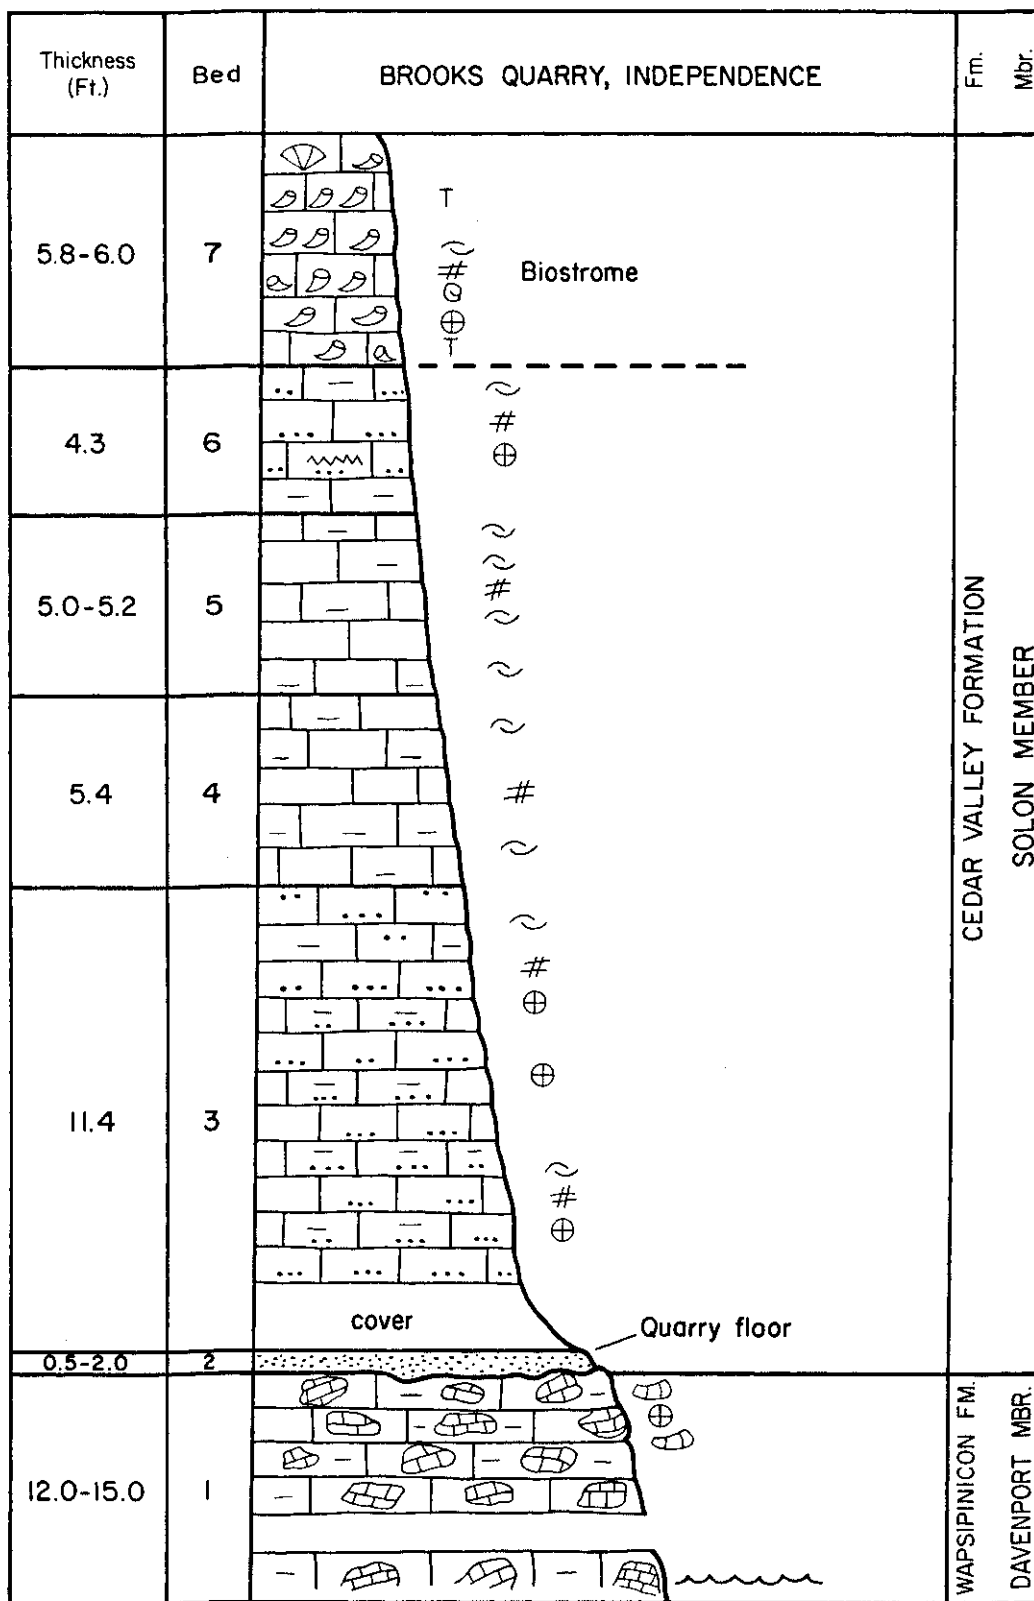 Thickness
(Ft.)
Bed
BROOKS QUARRY, INDEPENDENCE
Fm.
Mbr.
5.8-6.0
7
T
Biostrome
T
4.3
6
5.0-5.2
5
5.4
4
11.4
3
CEDAR VALLEY FORMATION
SOLON MEMBER
cover
Quarry floor
0.5-2.0
2
12.0-15.0
1
WAPSIPINICON FM.
DAVENPORT MBR.